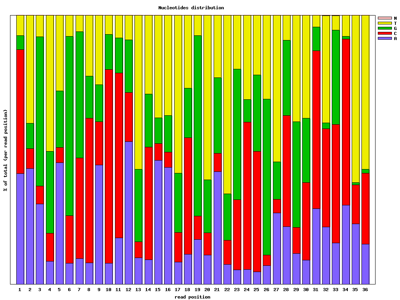 Nucleotides distribution
N
T
G
C
A
% of total (per read position)
1 2 3 4 5 6 7 8 9 10 11 12 13 14 15 16 17 18 19 20 21 22 23 24 25 26 27 28 29 30 31 32 33 34 35 36
read position